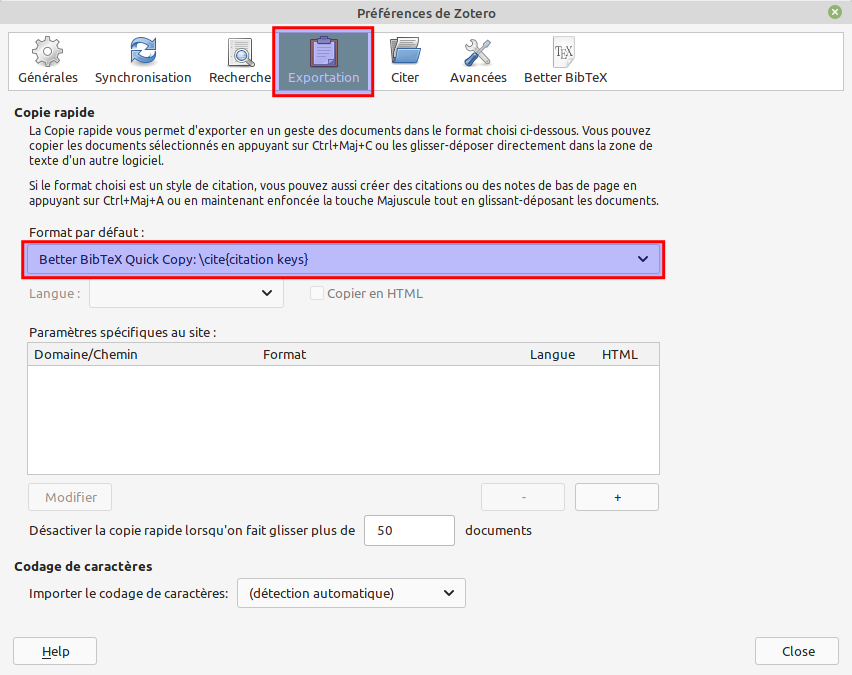 Préférences de Zotero
Générales Synchronisation Recherche Exportation Citer Avancées TEX Better BibTeX
Copie rapide
La Copie rapide vous permet d'exporter en un geste des documents dans le format choisi ci-dessous. Vous pouvez
copier les documents sélectionnés en appuyant sur Ctrl+Maj+C ou les glisser-déposer directement dans la zone de
texte d'un autre logiciel.
Si le format choisi est un style de citation, vous pouvez aussi créer des citations ou des notes de bas de page en
appuyant sur Ctrl+Maj+A ou en maintenant enfoncée la touche Majuscule tout en glissant-déposant les documents.
Format par défaut :
Better BibTeX Quick Copy: \cite{citation keys}
Langue : Copier en HTML
Paramètres spécifiques au site :
Domaine/Chemin Format Langue HTML
Modifier - +
Désactiver la copie rapide lorsqu'on fait glisser plus de 50 documents
Codage de caractères
Importer le codage de caractères: (détection automatique)
Help Close